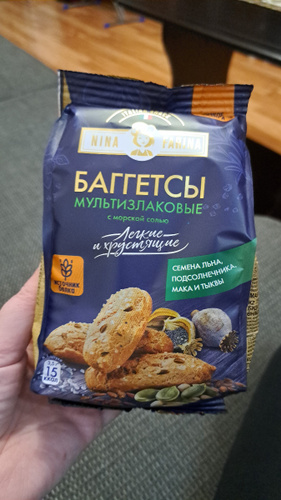 NINA FARINA
БАГГЕТСЫ
МУЛЬТИЗЛАКОВЫЕ
с морской солью
Легкие
и хрустящие
СЕМЕНА ЛЬНА,
ПОДСОЛНЕЧНИКА,
МАКА И ТЫКВЫ
ИСТОЧНИК
БЕЛКА
15
ККАЛ